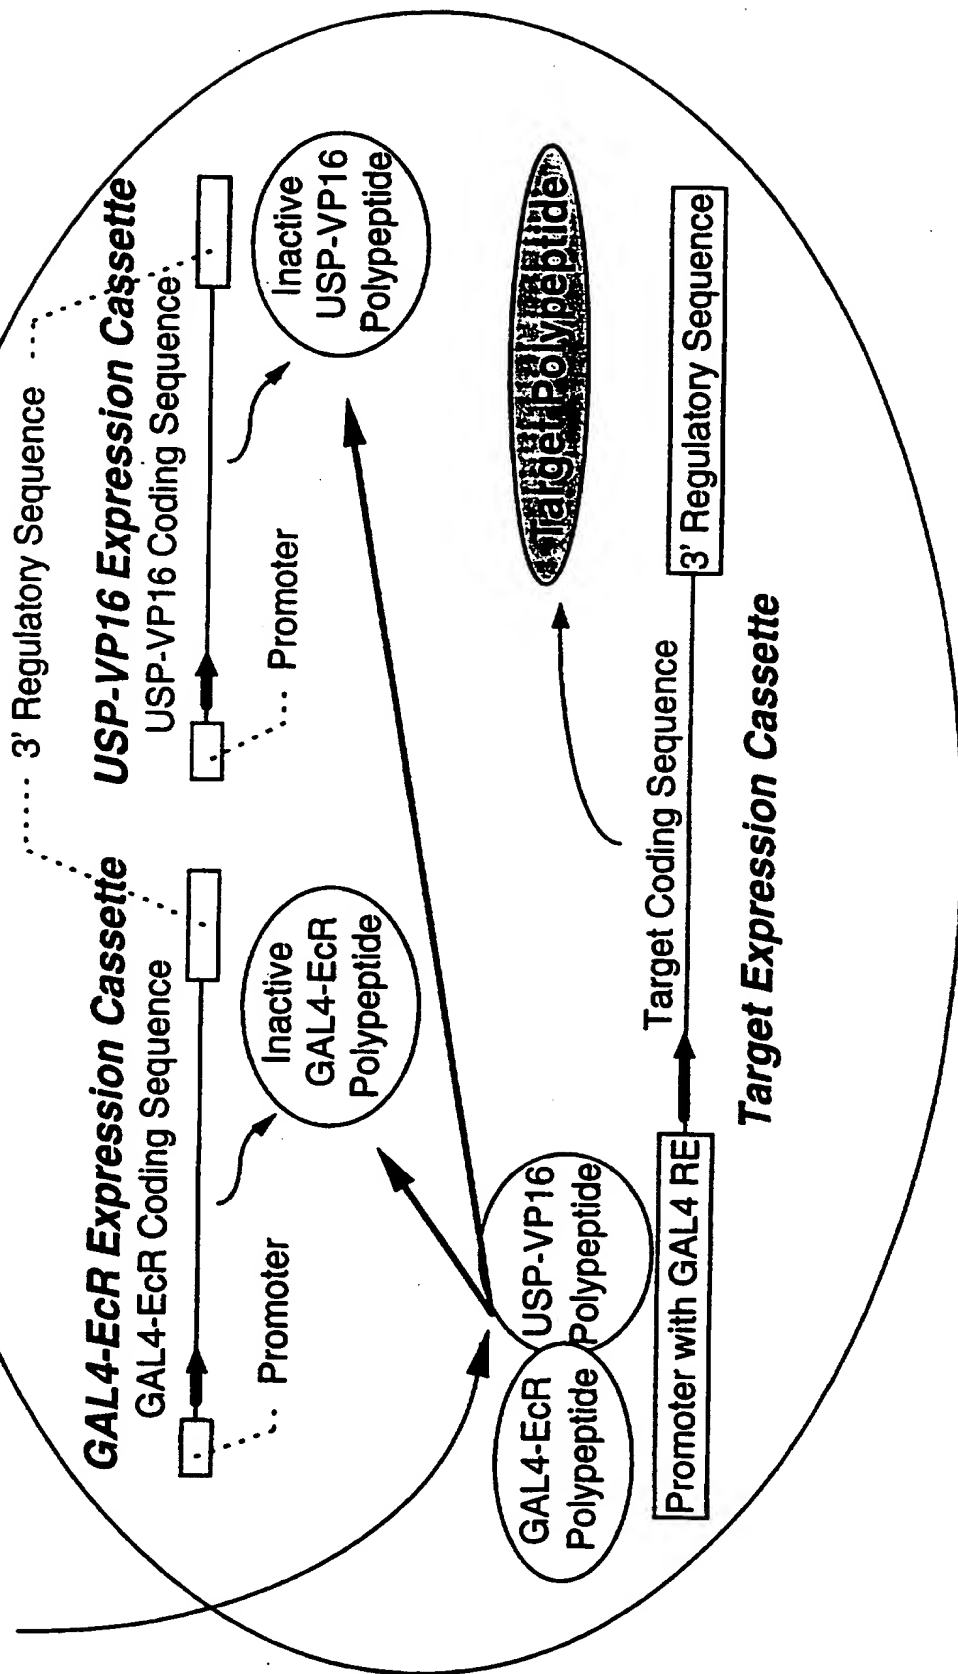 3' Regulatory Sequence
GAL4-EcR Expression Cassette
GAL4-EcR Coding Sequence
Promoter
Inactive
GAL4-EcR
Polypeptide
USP-VP16 Expression Cassette
USP-VP16 Coding Sequence
Promoter
Inactive
USP-VP16
Polypeptide
GAL4-EcR
Polypeptide
USP-VP16
Polypeptide
Target Polypeptide
Promoter with GAL4 RE
Target Coding Sequence
3' Regulatory Sequence
Target Expression Cassette